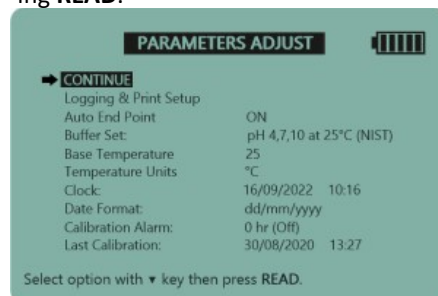 ing READ.
PARAMETERS ADJUST
CONTINUE
Logging & Print Setup
Auto End Point ON
Buffer Set: pH 4,7,10 at 25°C (NIST)
Base Temperature 25
Temperature Units °C
Clock: 16/09/2022 10:16
Date Format: dd/mm/yyyy
Calibration Alarm: 0 hr (Off)
Last Calibration: 30/08/2020 13:27
Select option with ▼ key then press READ.